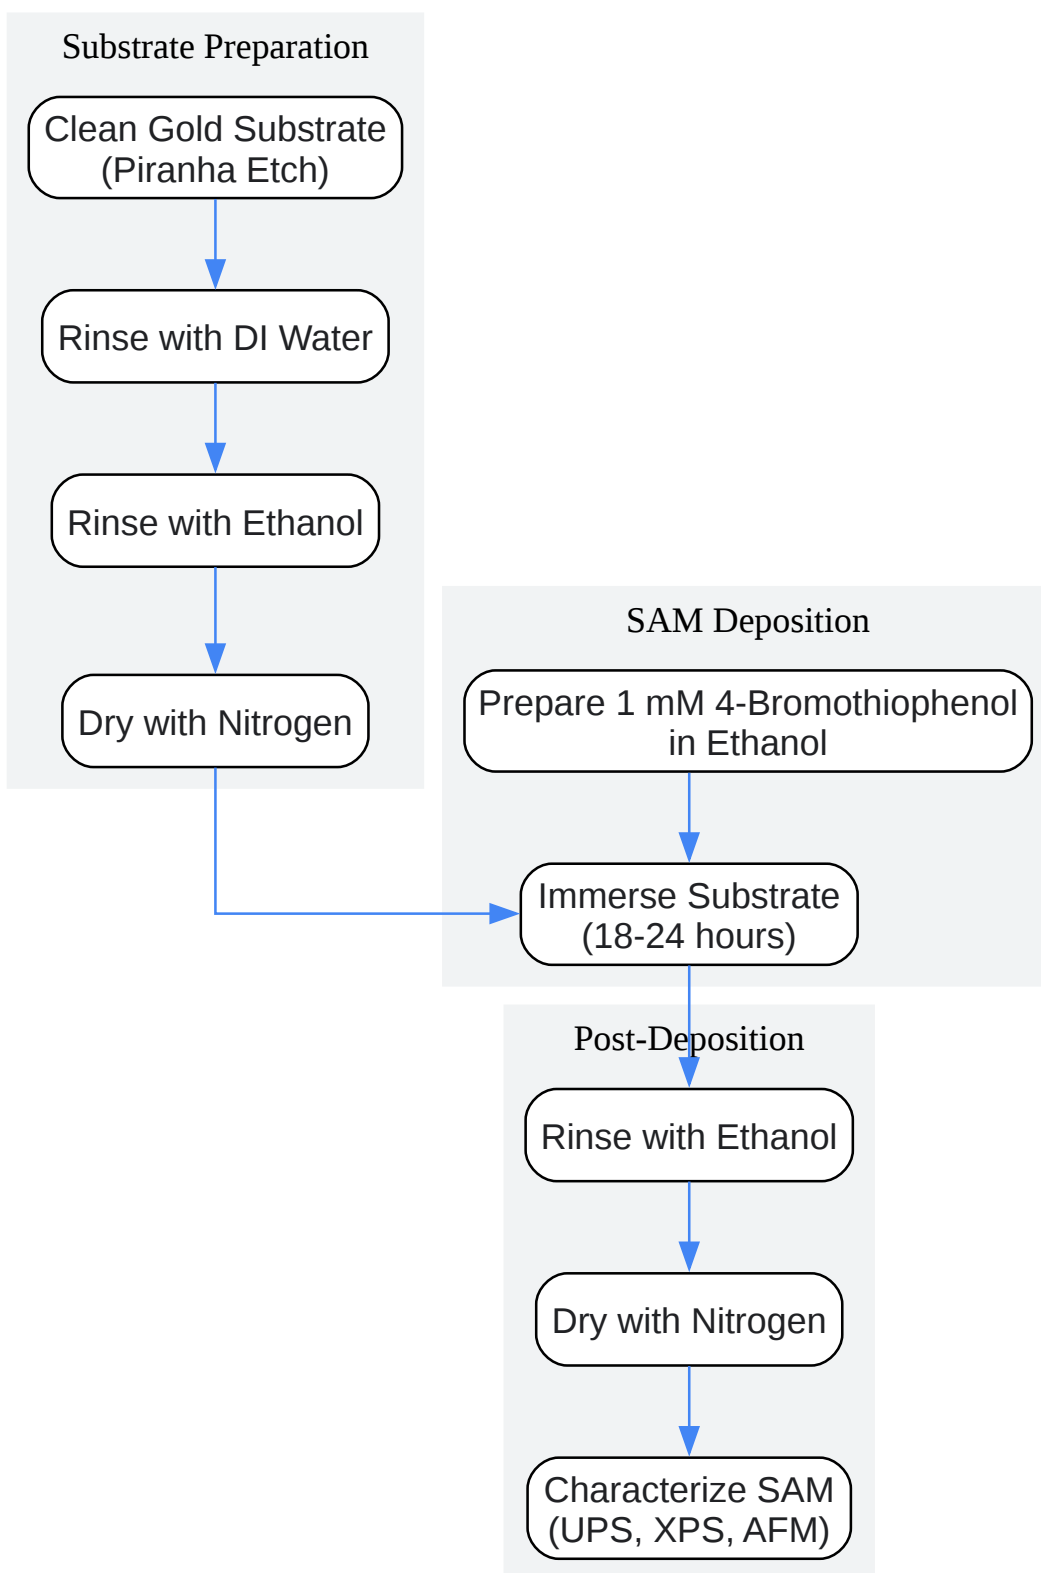 Substrate Preparation
Clean Gold Substrate
(Piranha Etch)
Rinse with DI Water
Rinse with Ethanol
Dry with Nitrogen
SAM Deposition
Prepare 1 mM 4-Bromothiophenol
in Ethanol
Immerse Substrate
(18-24 hours)
Post-Deposition
Rinse with Ethanol
Dry with Nitrogen
Characterize SAM
(UPS, XPS, AFM)